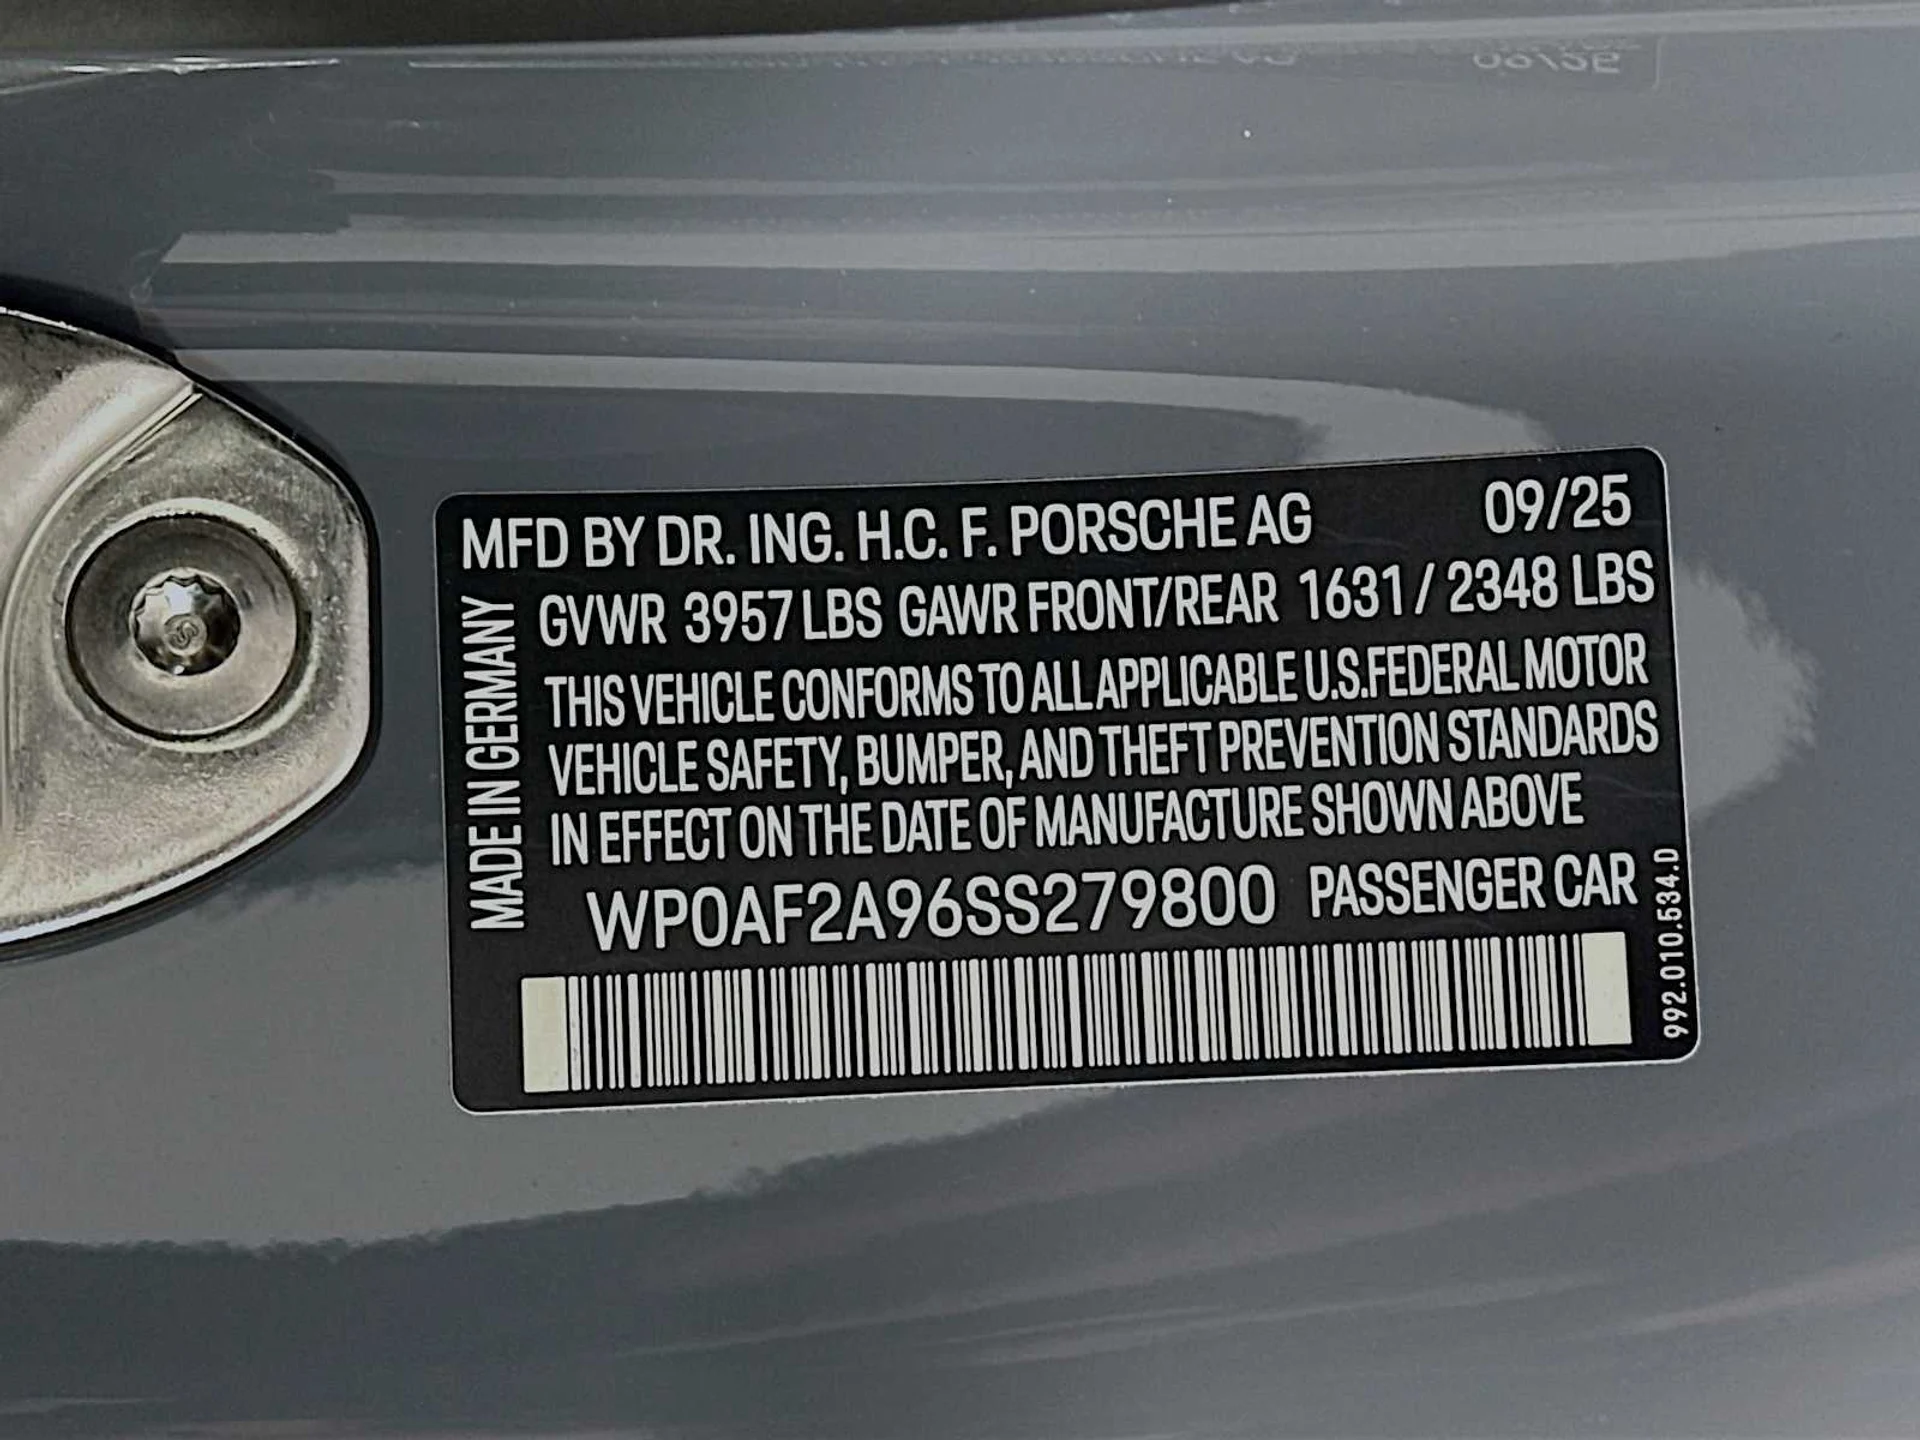 MFD BY DR. ING. H.C. F. PORSCHE AG 09/25
GVWR 3957 LBS GAWR FRONT/REAR 1631 / 2348 LBS
THIS VEHICLE CONFORMS TO ALL APPLICABLE U.S.FEDERAL MOTOR
VEHICLE SAFETY, BUMPER, AND THEFT PREVENTION STANDARDS
IN EFFECT ON THE DATE OF MANUFACTURE SHOWN ABOVE
WP0AF2A96SS279800 PASSENGER CAR
MADE IN GERMANY
992.010.534.D